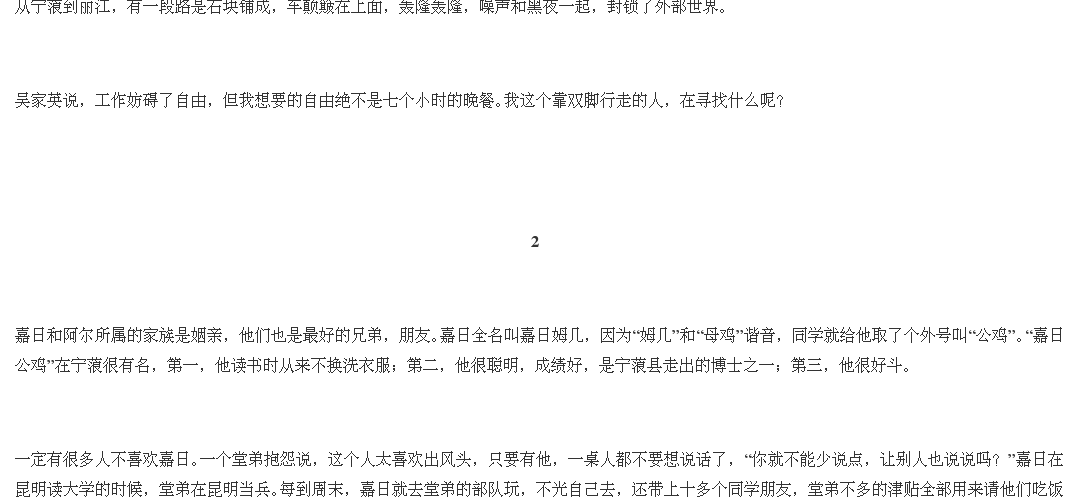 从宁蒗到丽江，有一段路是石块铺成，车颠簸在上面，轰隆轰隆，噪声和黑夜一起，封锁了外部世界。
吴家英说，工作妨碍了自由，但我想要的自由绝不是七个小时的晚餐。我这个靠双脚行走的人，在寻找什么呢？
2
嘉日和阿尔所属的家族是姻亲，他们也是最好的兄弟，朋友。嘉日全名叫嘉日姆几，因为“姆几”和“母鸡”谐音，同学就给他取了个外号叫“公鸡”。“嘉日
公鸡”在宁蒗很有名，第一，他读书时从来不换洗衣服；第二，他很聪明，成绩好，是宁蒗县走出的博士之一；第三，他很好斗。
一定有很多人不喜欢嘉日。一个堂弟抱怨说，这个人太喜欢出风头，只要有他，一桌人都不要想说话了，“你就不能少说点，让别人也说说吗？”嘉日在
昆明读大学的时候，堂弟在昆明当兵。每到周末，嘉日就去堂弟的部队玩，不光自己去，还带上十多个同学朋友，堂弟不多的津贴全部用来请他们吃饭